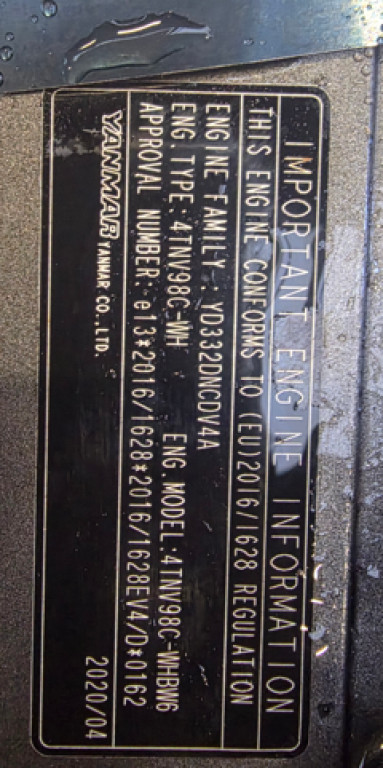 IMPORTANT ENGINE INFORMATION
THIS ENGINE CONFORMS TO (EU)2016/1628 REGULATION
ENGINE FAMILY : YD332DNCDV4A
ENG.TYPE:4TNV98C-WH ENG.MODEL:4TNV98C-WHBW6
APPROVAL NUMBER: e13*2016/1628*2016/1628EV4/D*0162
YANMAR YANMAR CO.,LTD. 2020/04